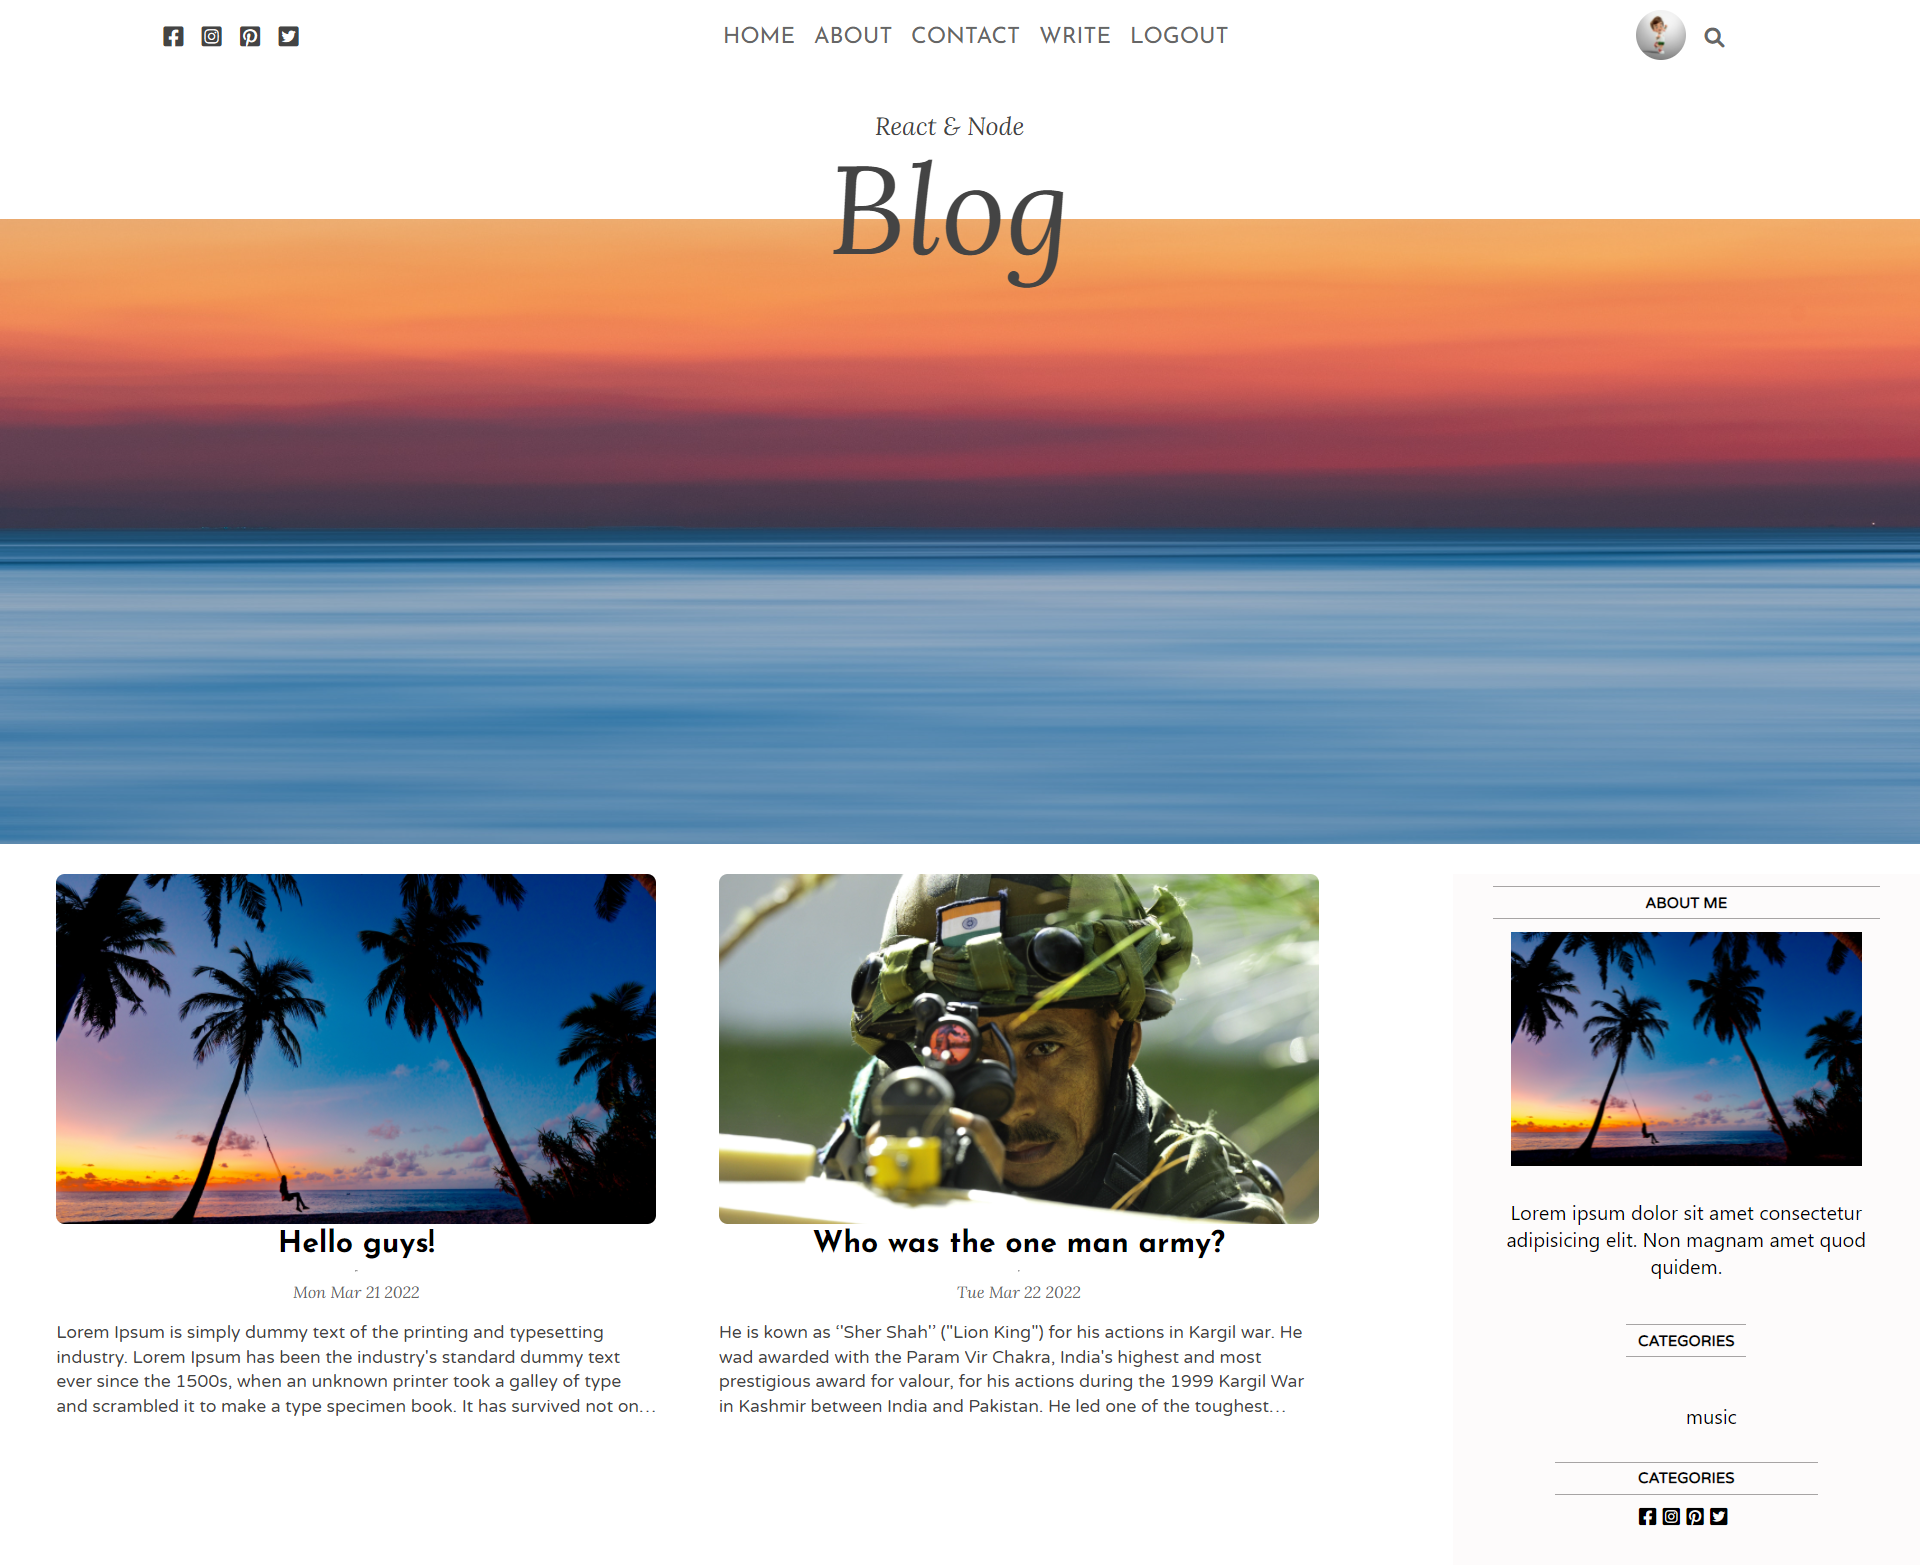 HOME ABOUT CONTACT WRITE LOGOUT
React & Node
Blog
Hello guys!
Mon Mar 21 2022
Lorem Ipsum is simply dummy text of the printing and typesetting
industry. Lorem Ipsum has been the industry's standard dummy text
ever since the 1500s, when an unknown printer took a galley of type
and scrambled it to make a type specimen book. It has survived not on...
Who was the one man army?
Tue Mar 22 2022
He is kown as ''Sher Shah'' ("Lion King") for his actions in Kargil war. He
wad awarded with the Param Vir Chakra, India's highest and most
prestigious award for valour, for his actions during the 1999 Kargil War
in Kashmir between India and Pakistan. He led one of the toughest...
ABOUT ME
Lorem ipsum dolor sit amet consectetur
adipisicing elit. Non magnam amet quod
quidem.
CATEGORIES
music
CATEGORIES